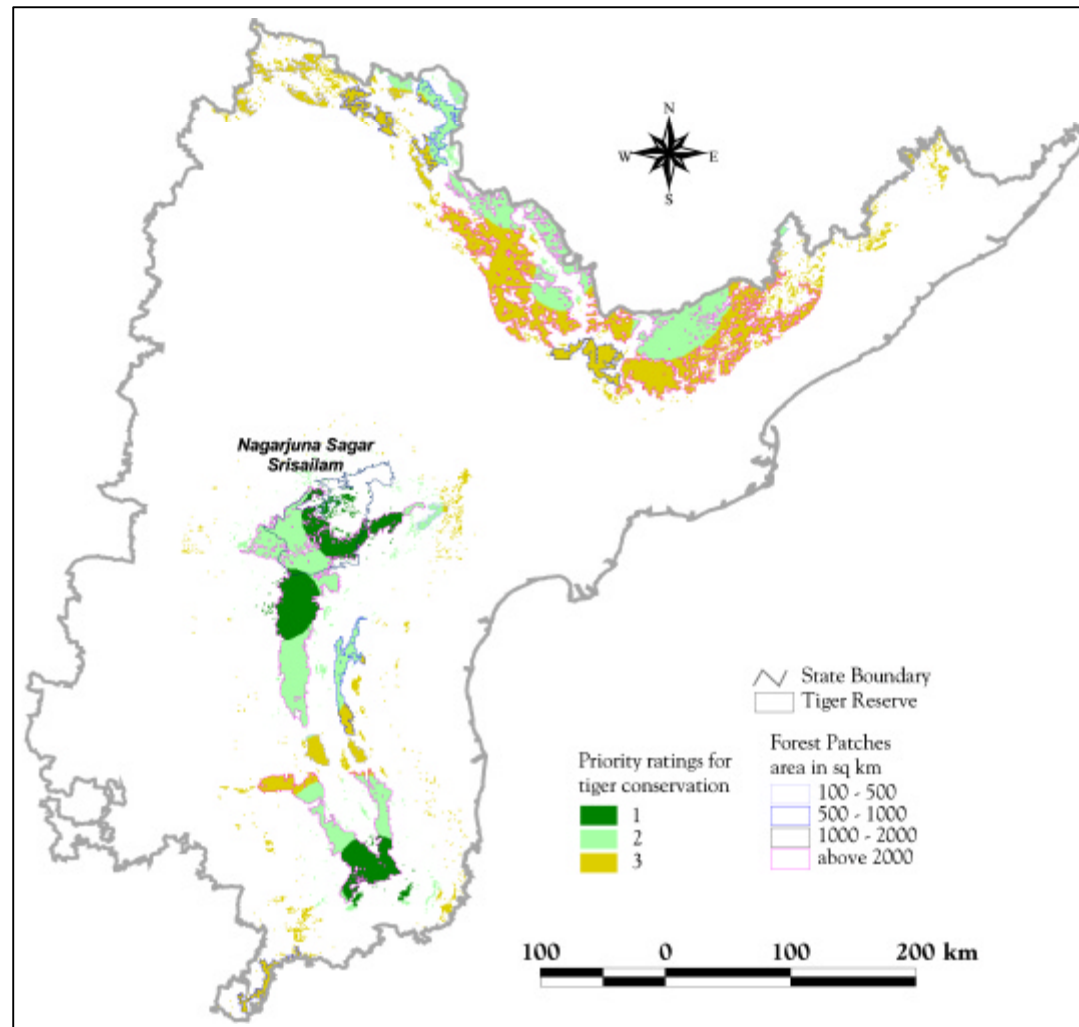 N
W E
S
Nagarjuna Sagar
Srisailam
State Boundary
Tiger Reserve
Priority ratings for
tiger conservation
1
2
3
Forest Patches
area in sq km
100 - 500
500 - 1000
1000 - 2000
above 2000
100 0 100 200 km